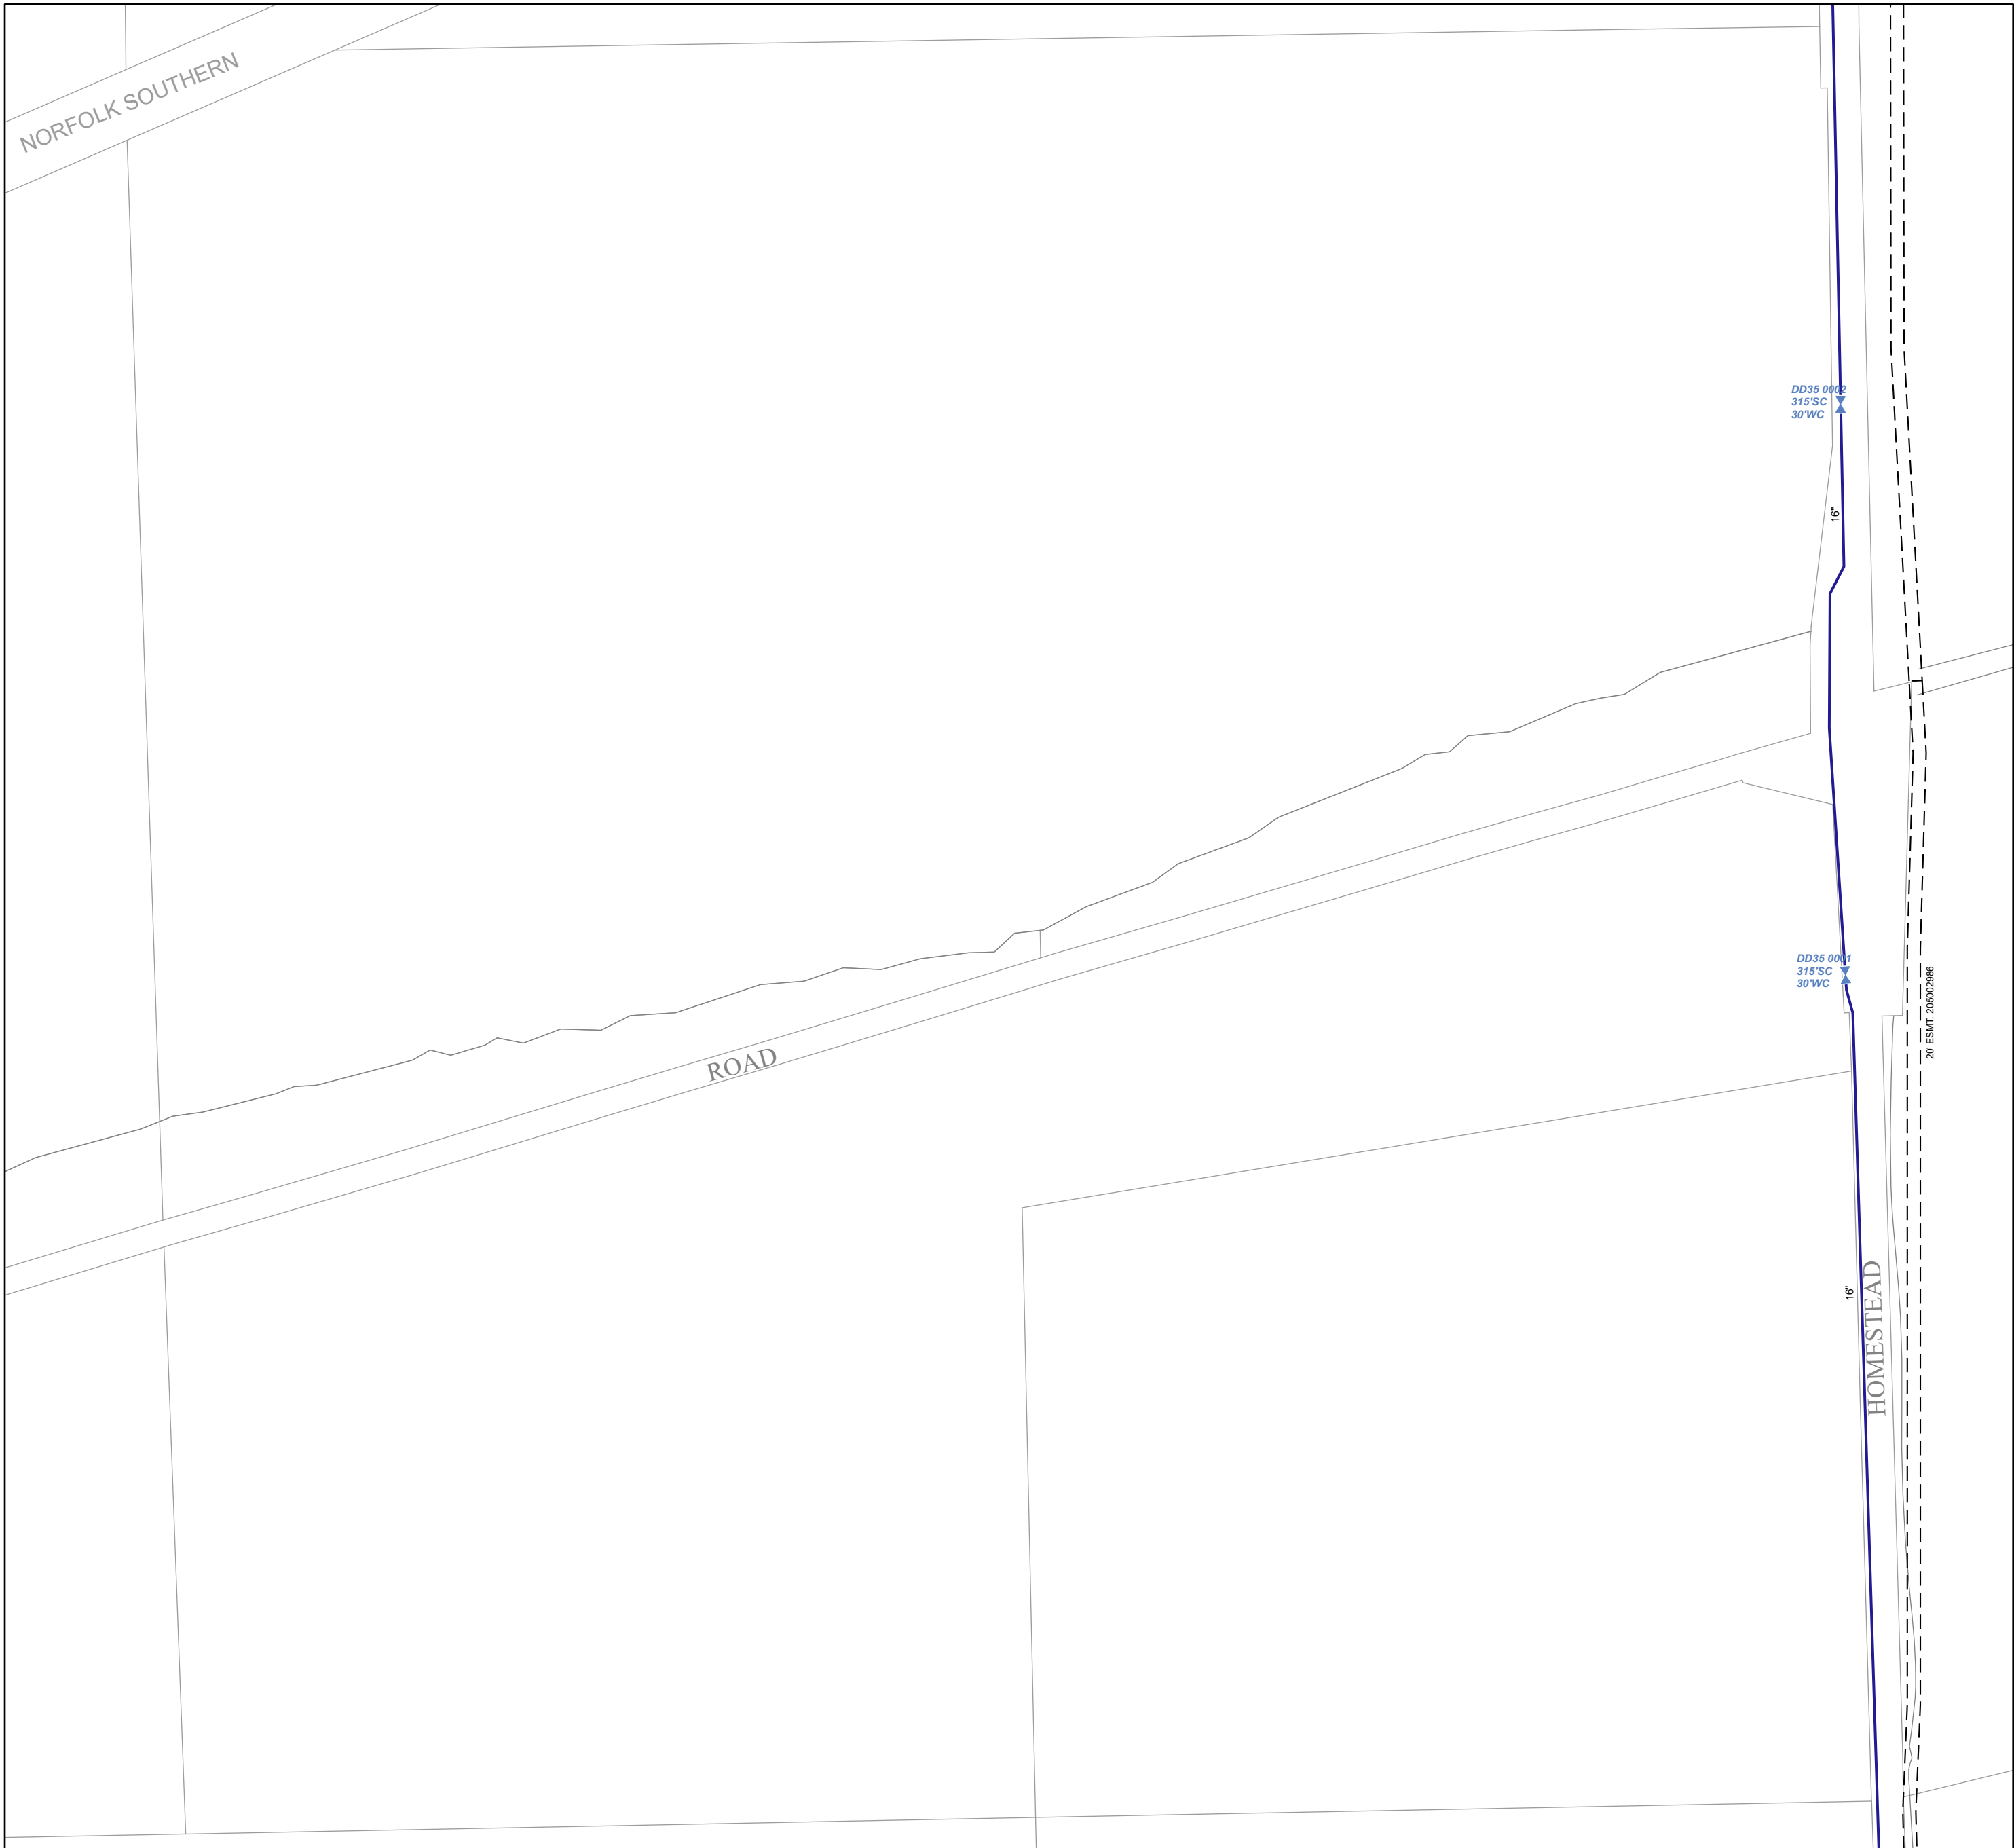 NORFOLK SOUTHERN
DD35 0002
315'SC
30'WC
16"
DD35 0001
315'SC
30'WC
20' ESMT. 205002986
ROAD
16"
HOMESTEAD